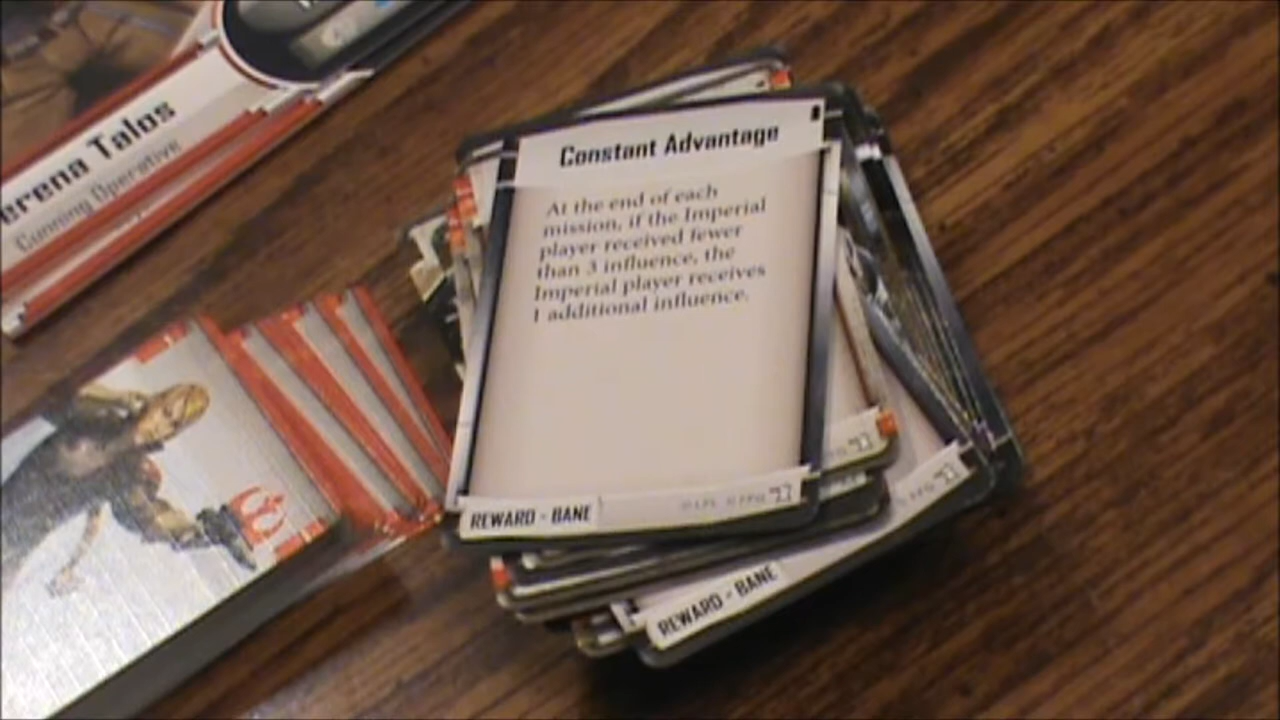 erena Talos
Cunning Operative
Constant Advantage
At the end of each
mission, if the Imperial
player received fewer
than 3 influence, the
Imperial player receives
1 additional influence.
REWARD - BANE
REWARD - BANE